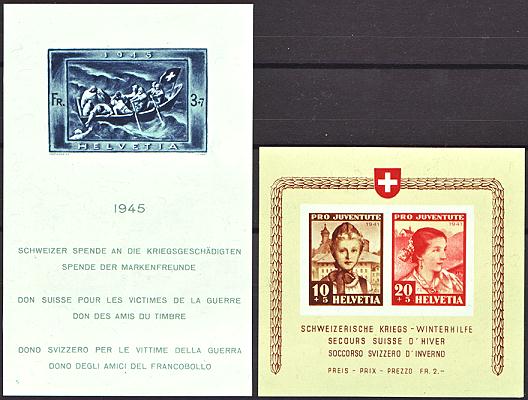 1945
FR. 3+7
HELVETIA
1945
SCHWEIZER SPENDE AN DIE KRIEGSGESCHÄDIGTEN
SPENDE DER MARKENFREUNDE
DON SUISSE POUR LES VICTIMES DE LA GUERRE
DON DES AMIS DU TIMBRE
DONO SVIZZERO PER LE VITTIME DELLA GUERRA
DONO DEGLI AMICI DEL FRANCOBOLLO
PRO JUVENTUTE
1941
10+5 HELVETIA
PRO JUVENTUTE
1941
20+5 HELVETIA
SCHWEIZERISCHE KRIEGS-WINTERHILFE
SECOURS SUISSE D'HIVER
SOCCORSO SVIZZERO D'INVERNO
PREIS - PRIX - PREZZO FR. 2.-